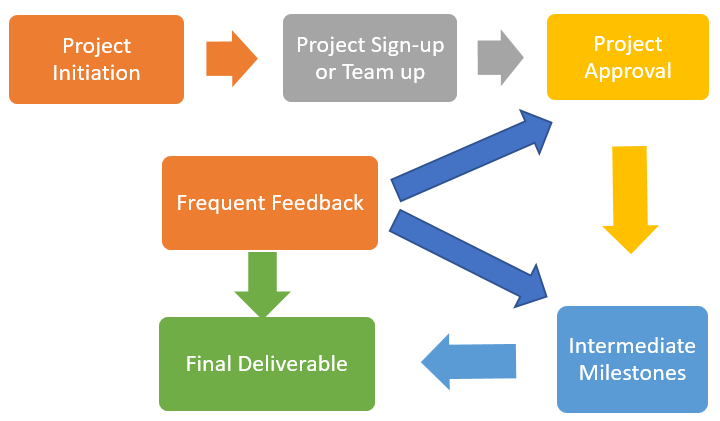 Project
Initiation
Project Sign-up
or Team up
Project
Approval
Frequent Feedback
Final Deliverable
Intermediate
Milestones